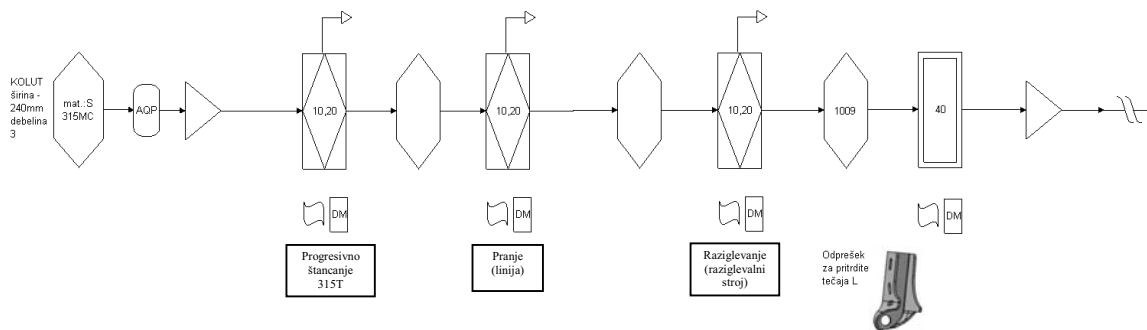 KOLUT
širina -
240mm
debelina
3
mat.:S
315MC
AQP
10,20
10,20
10,20
1009
40
DM
DM
DM
DM
Progresivno
štancanje
315T
Pranje
(linija)
Raziglevanje
(raziglevalni
stroj)
Odprešek
za pritrdite
tečaja L